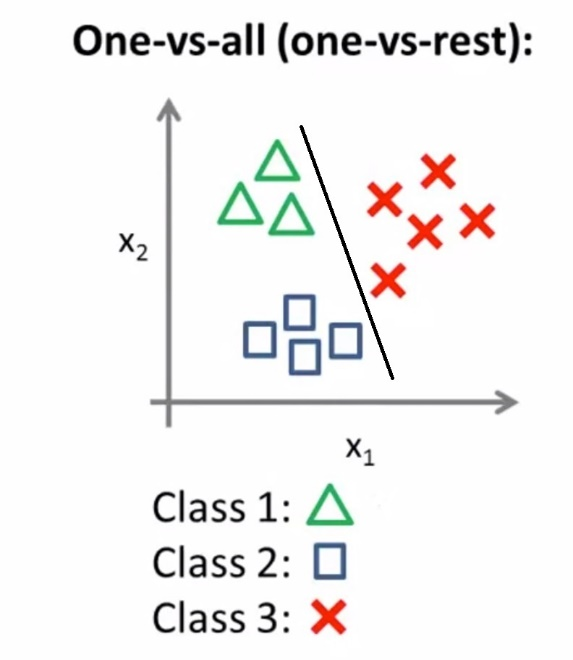 One-vs-all (one-vs-rest):
x₂
x₁
Class 1:
Class 2:
Class 3: